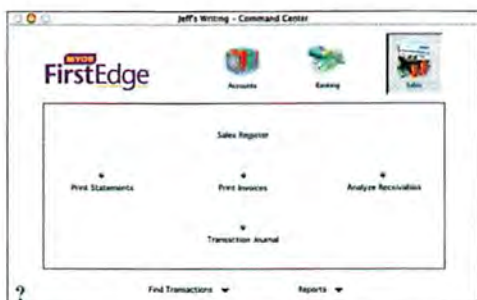 Jeff's Writing - Command Center
MYOB
FirstEdge
Accounts
Banking
Sales
Sales Register
Print Statements
Print Invoices
Analyze Receivables
Transaction Journal
?
Find Transactions
Reports